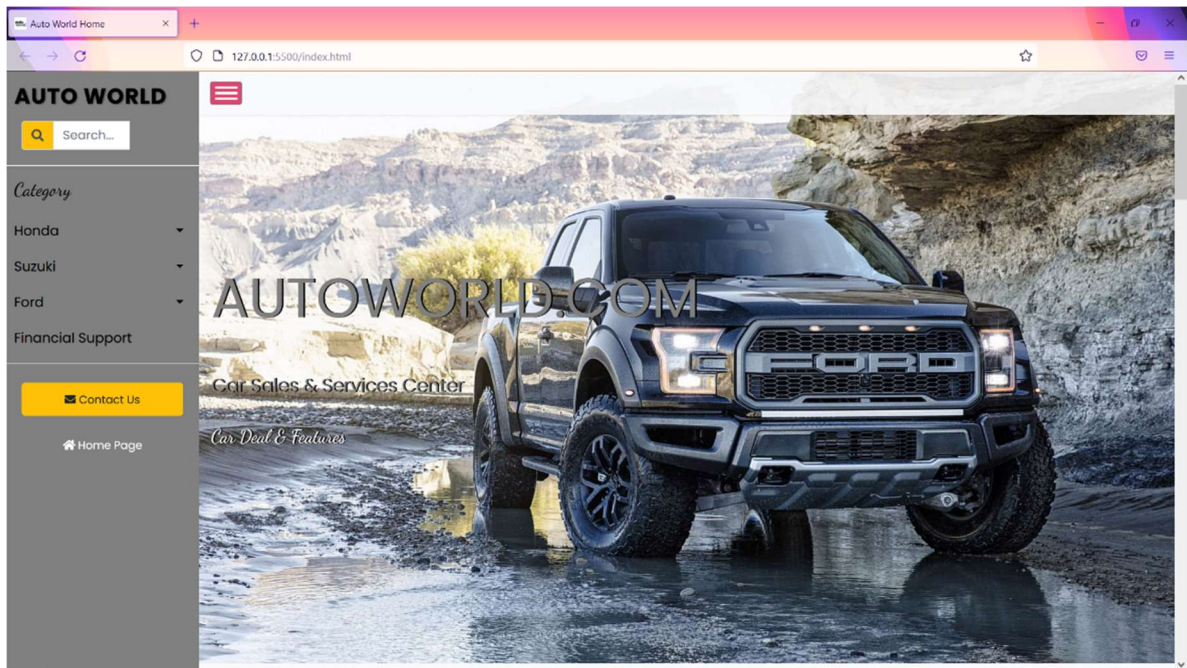 Auto World Home
127.0.0.1:5500/index.html
AUTO WORLD
Search...
Category
Honda
Suzuki
Ford
Financial Support
Contact Us
Home Page
AUTOWORLD.COM
Car Sales & Services Center
Car Deal & Features
FORD